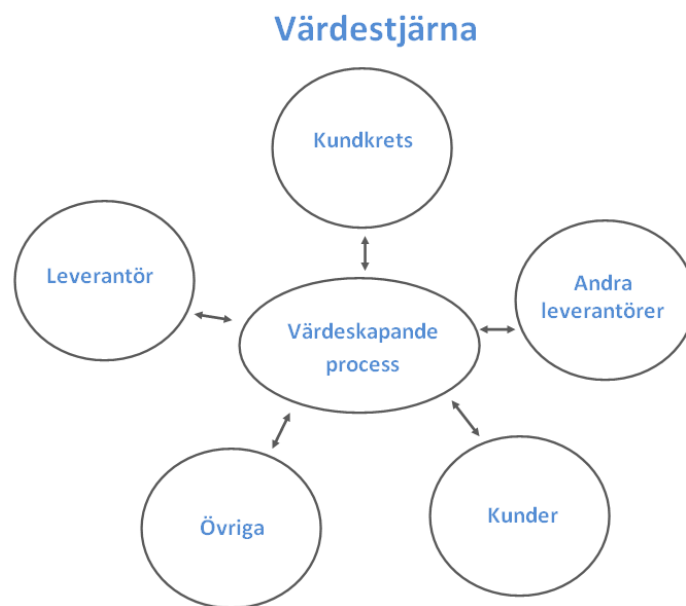 Värdestjärna
Kundkrets
Leverantör
Andra
leverantörer
Värdeskapande
process
Övriga
Kunder